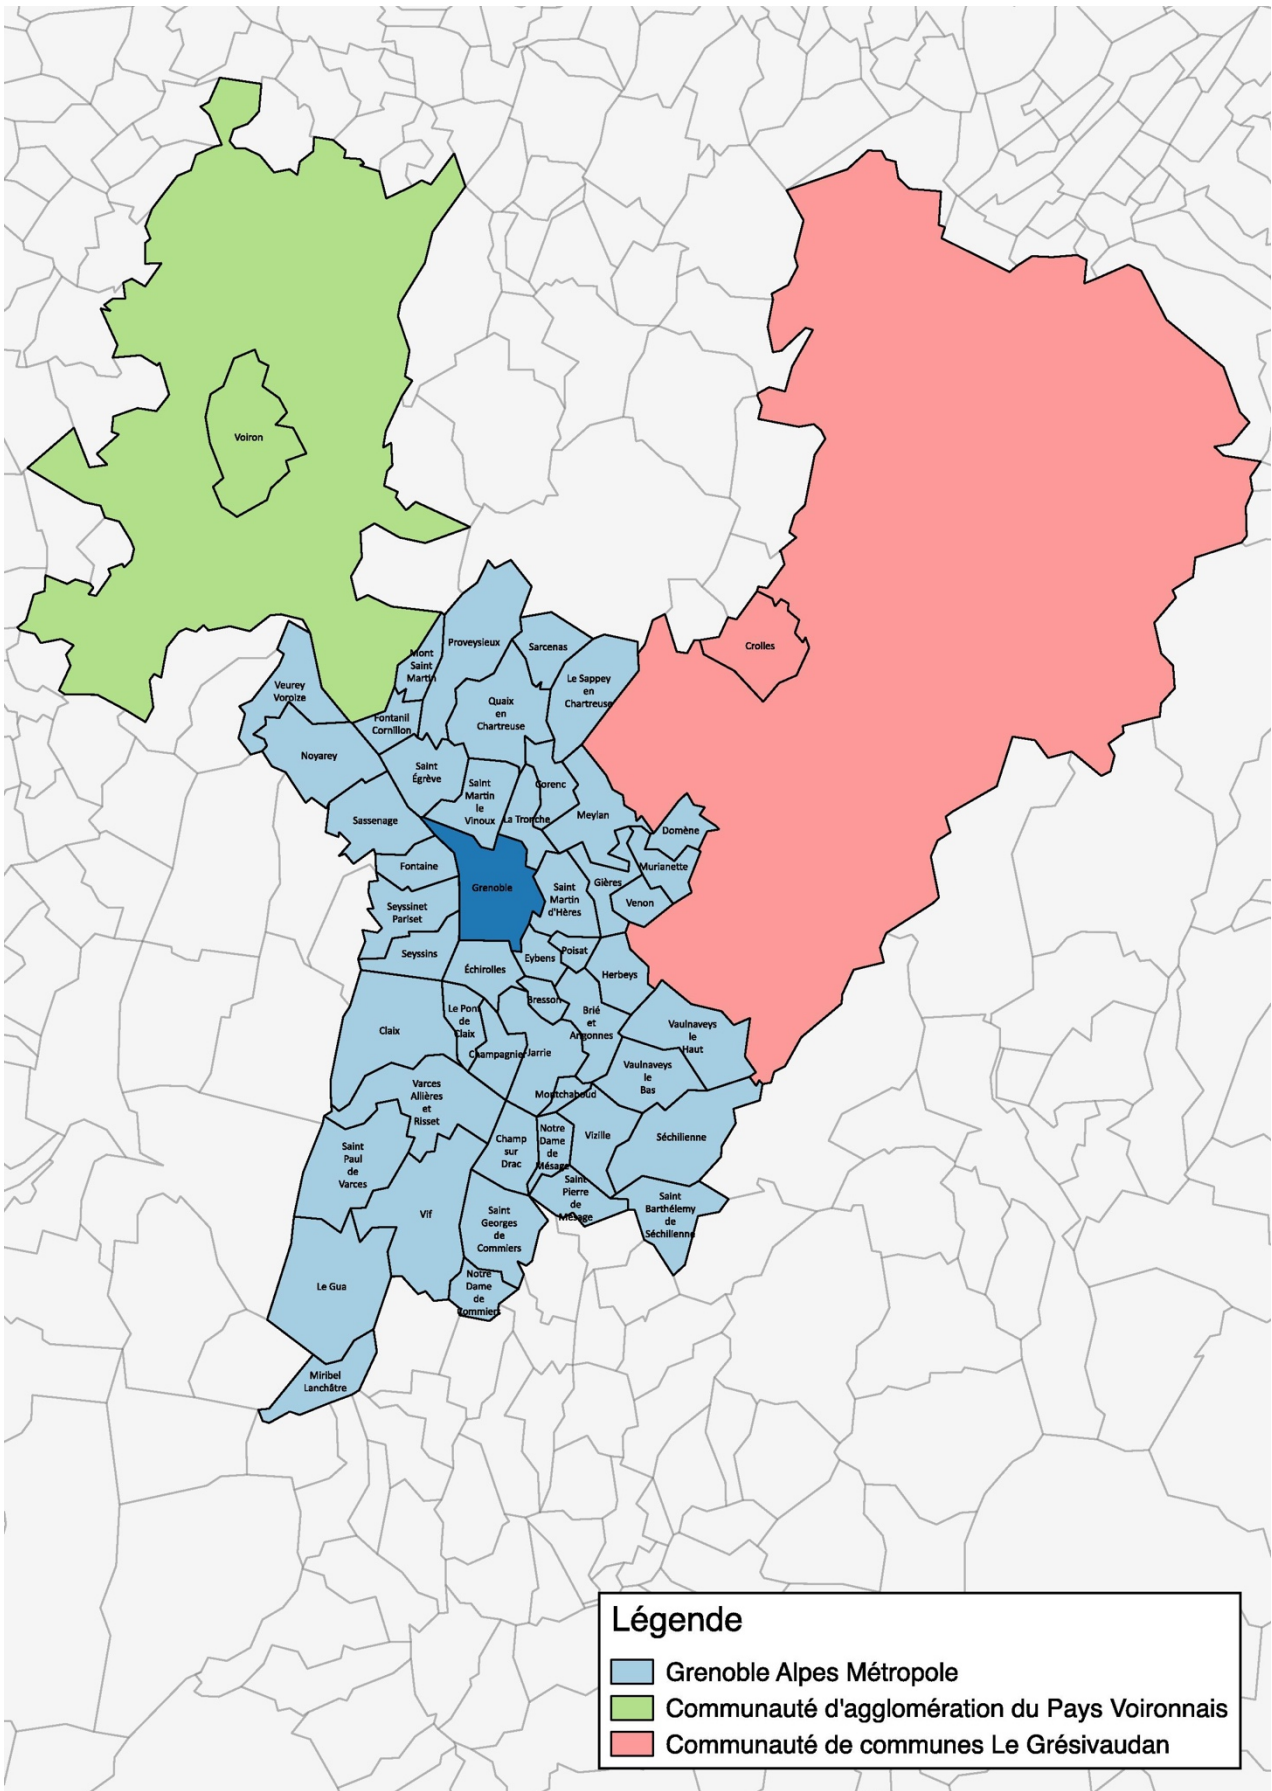 Voiron
Crolles
Proveysieux
Sarcenas
Mont
Saint
Martin
Le Sappey
en
Chartreuse
Veurey
Voroize
Quaix
en
Chartreuse
Fontanil
Cornillon
Noyarey
Saint
Égrève
Saint
Martin
le
Vinoux
Corenc
La Tronche
Meylan
Sassenage
Domène
Fontaine
Murianette
Grenoble
Saint
Martin
d'Hères
Gières
Venon
Seyssinet
Pariset
Seyssins
Échirolles
Eybens
Poisat
Herbeys
Bresson
Le Pont
de
Claix
Brié
et
Angonnes
Claix
Vaulnaveys
le
Haut
Champagnier
Jarrie
Vaulnaveys
le
Bas
Varces
Allières
et
Risset
Montchaboud
Saint
Paul
de
Varces
Champ
sur
Drac
Notre
Dame
de
Mésage
Vizille
Séchilienne
Saint
Pierre
de
Mésage
Saint
Barthélemy
de
Séchilienne
Vif
Saint
Georges
de
Commiers
Le Gua
Notre
Dame
de
Commiers
Miribel
Lanchâtre
Légende
Grenoble Alpes Métropole
Communauté d'agglomération du Pays Voironnais
Communauté de communes Le Grésivaudan